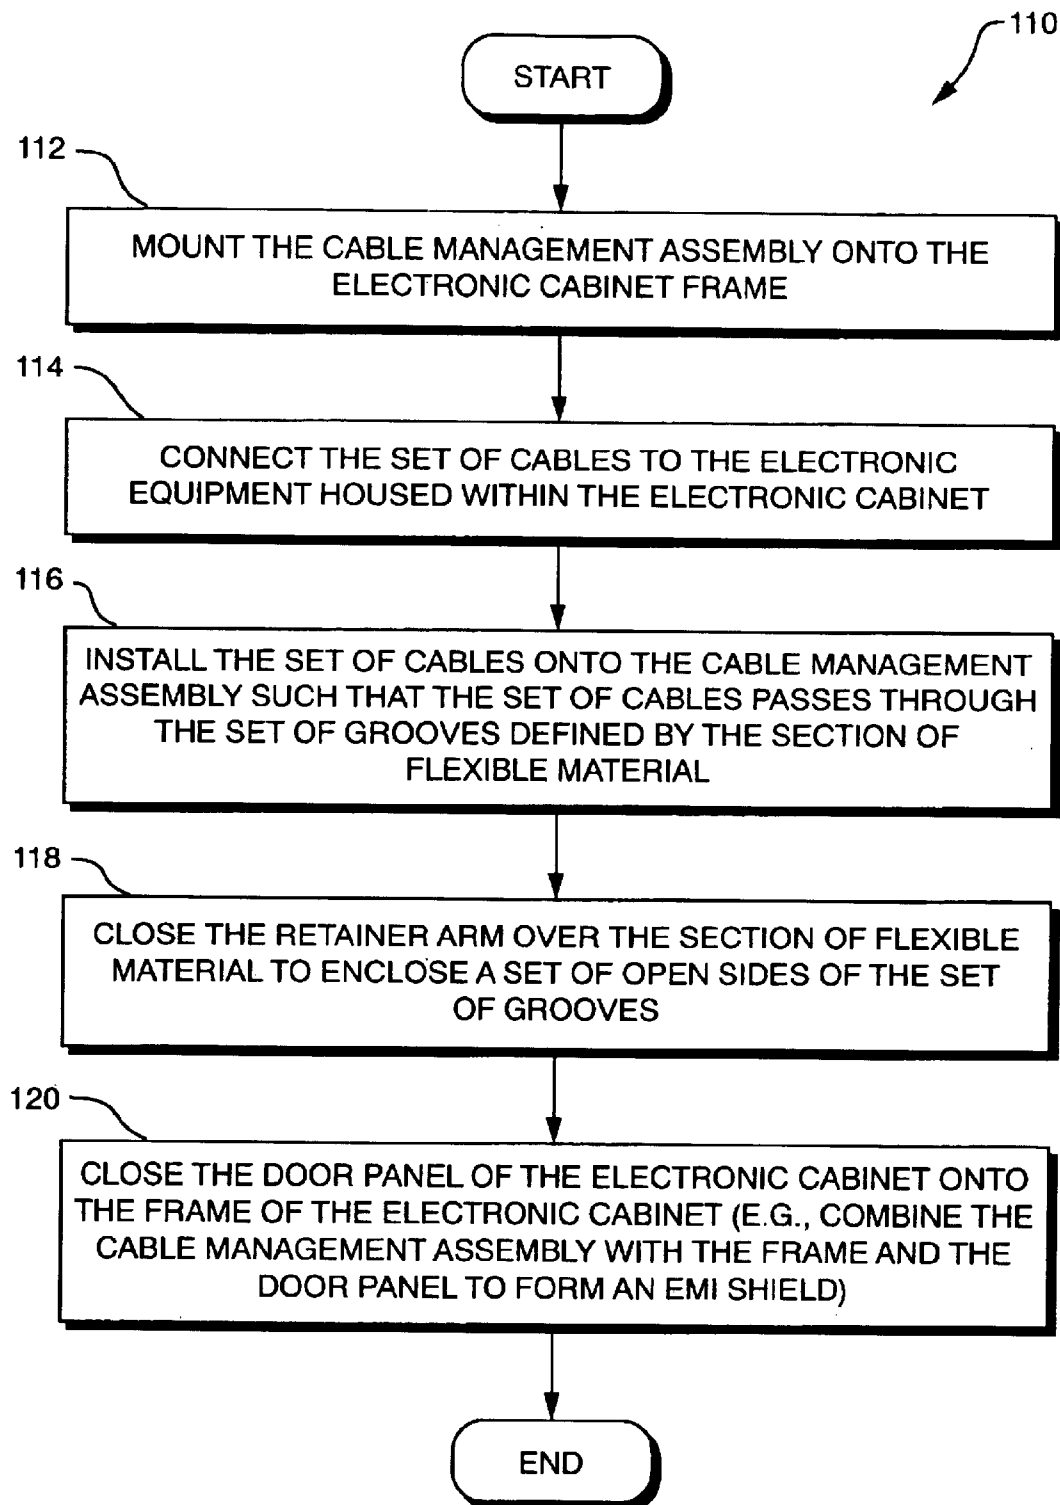 110
START
112
MOUNT THE CABLE MANAGEMENT ASSEMBLY ONTO THE
ELECTRONIC CABINET FRAME
114
CONNECT THE SET OF CABLES TO THE ELECTRONIC
EQUIPMENT HOUSED WITHIN THE ELECTRONIC CABINET
116
INSTALL THE SET OF CABLES ONTO THE CABLE MANAGEMENT
ASSEMBLY SUCH THAT THE SET OF CABLES PASSES THROUGH
THE SET OF GROOVES DEFINED BY THE SECTION OF
FLEXIBLE MATERIAL
118
CLOSE THE RETAINER ARM OVER THE SECTION OF FLEXIBLE
MATERIAL TO ENCLOSE A SET OF OPEN SIDES OF THE SET
OF GROOVES
120
CLOSE THE DOOR PANEL OF THE ELECTRONIC CABINET ONTO
THE FRAME OF THE ELECTRONIC CABINET (E.G., COMBINE THE
CABLE MANAGEMENT ASSEMBLY WITH THE FRAME AND THE
DOOR PANEL TO FORM AN EMI SHIELD)
END